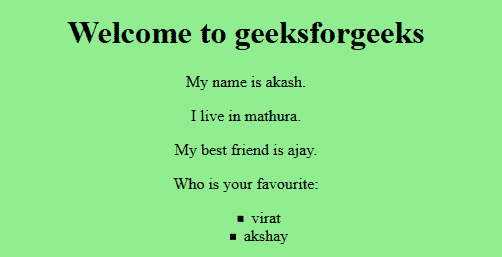 Welcome to geeksforgeeks
My name is akash.
I live in mathura.
My best friend is ajay.
Who is your favourite:
▪ virat
▪ akshay